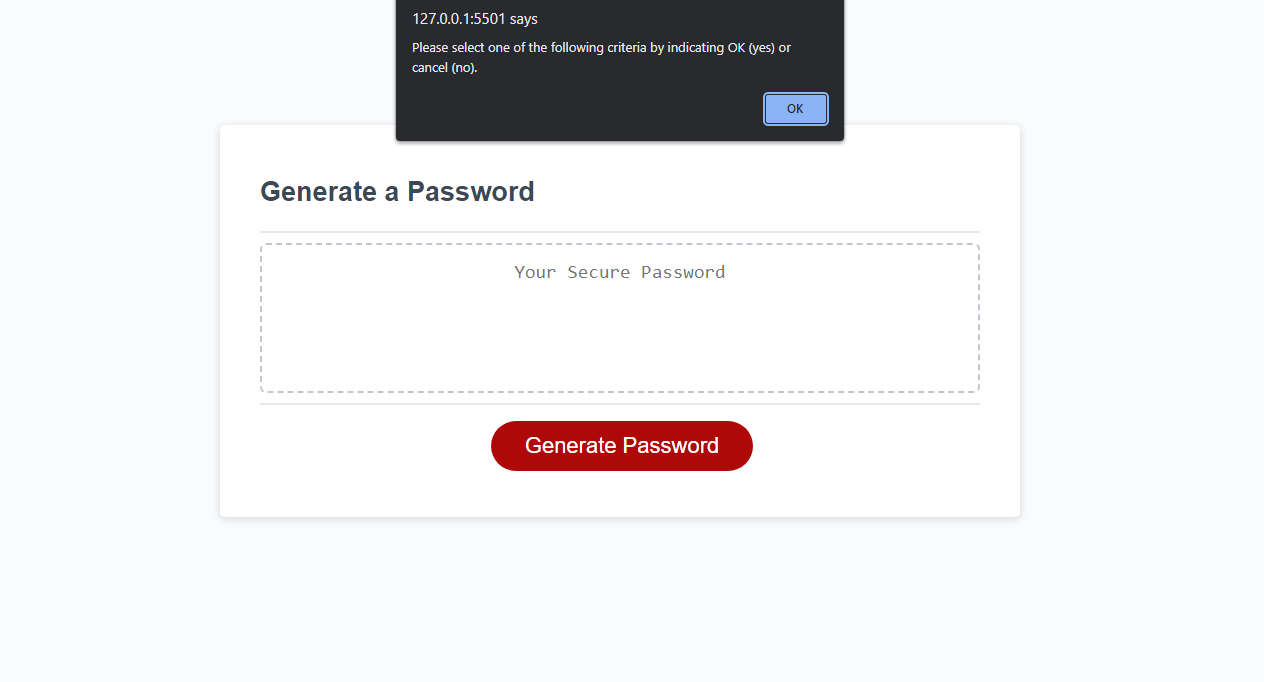 127.0.0.1:5501 says
Please select one of the following criteria by indicating OK (yes) or
cancel (no).
OK
Generate a Password
Your Secure Password
Generate Password